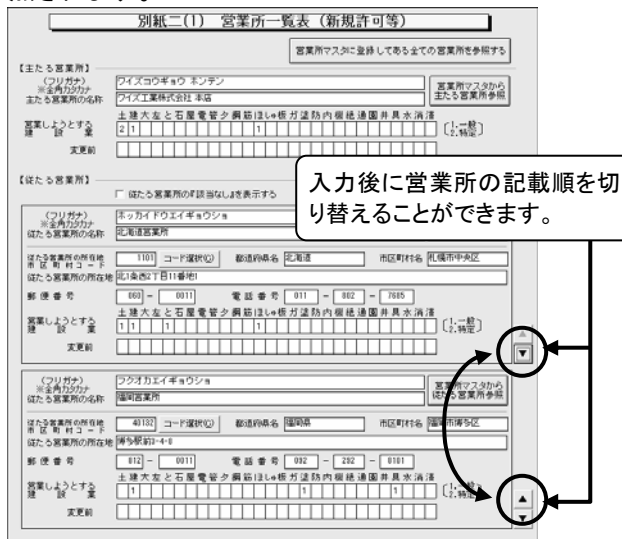 別紙二(1)　営業所一覧表（新規許可等）
営業所マスタに登録してある全ての営業所を参照する
【主たる営業所】
（フリガナ）
※全角カタカナ
主たる営業所の名称
ワイズコウギョウ ホンテン
ワイズ工業株式会社 本店
営業所マスタから
主たる営業所参照
土建大左と石屋電管タ鋼筋ほしゅ板ガ塗防内機絶通園井具水消清
営業しようとする
建　設　業
2 1 1
〔1.一般
2.特定〕
変更前
【従たる営業所】
従たる営業所の『該当なし』を表示する
入力後に営業所の記載順を切
り替えることができます。
（フリガナ）
※全角カタカナ
従たる営業所の名称
ホッカイドウエイギョウショ
北海道営業所
従たる営業所の所在地
市区町村コード
1101 コード選択(Q) 都道府県名 北海道 市区町村名 札幌市中央区
従たる営業所の所在地 北1条西2丁目11番地1
郵便番号 060 － 0011 電話番号 011 － 802 － 7685
土建大左と石屋電管タ鋼筋ほしゅ板ガ塗防内機絶通園井具水消清
営業しようとする
建　設　業
1 1 1 1
〔1.一般
2.特定〕
変更前
（フリガナ）
※全角カタカナ
従たる営業所の名称
フクオカエイギョウショ
福岡営業所
営業所マスタから
従たる営業所参照
従たる営業所の所在地
市区町村コード
40132 コード選択(Q) 都道府県名 福岡県 市区町村名 福岡市博多区
従たる営業所の所在地 博多駅前3-4-8
郵便番号 812 － 0011 電話番号 092 － 282 － 0101
土建大左と石屋電管タ鋼筋ほしゅ板ガ塗防内機絶通園井具水消清
営業しようとする
建　設　業
1 1 1
〔1.一般
2.特定〕
変更前